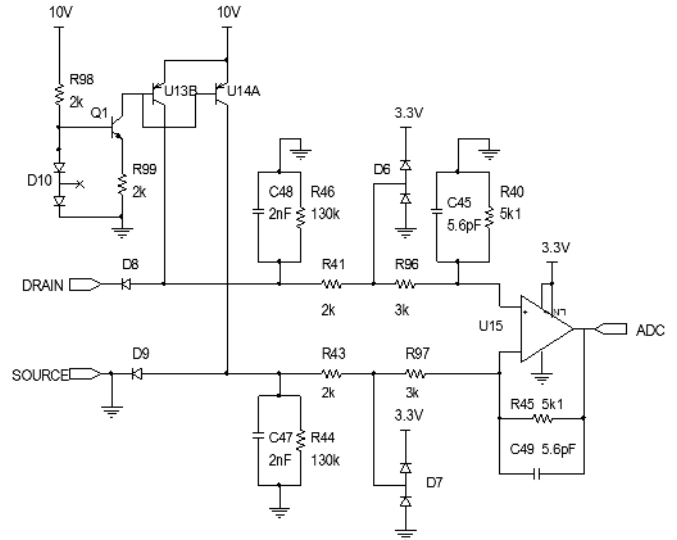 10V
10V
R98
2k
U13B
U14A
Q1
3.3V
R99
2k
D10
D6
C48
2nF
R46
130k
C45
5.6pF
R40
5k1
3.3V
D8
R41
R96
DRAIN
2k
3k
U15
ADC
D9
R43
R97
SOURCE
2k
3k
3.3V
R45 5k1
C47
2nF
R44
130k
C49 5.6pF
D7